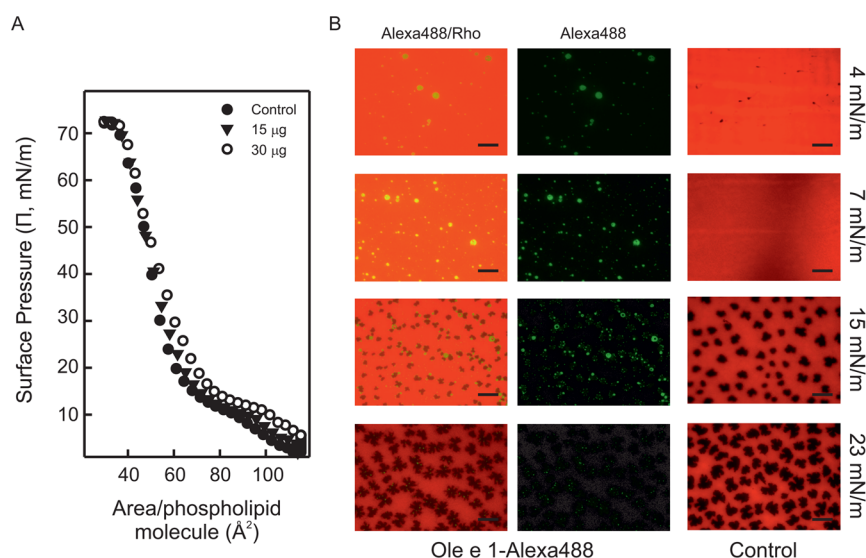 A
B
Alexa488/Rho
Alexa488
Control
15 μg
30 μg
70
60
50
40
30
20
10
40
60
80
100
Surface Pressure (Π, mN/m)
Area/phospholipid
molecule (Å²)
4 mN/m
7 mN/m
15 mN/m
23 mN/m
Ole e 1-Alexa488
Control